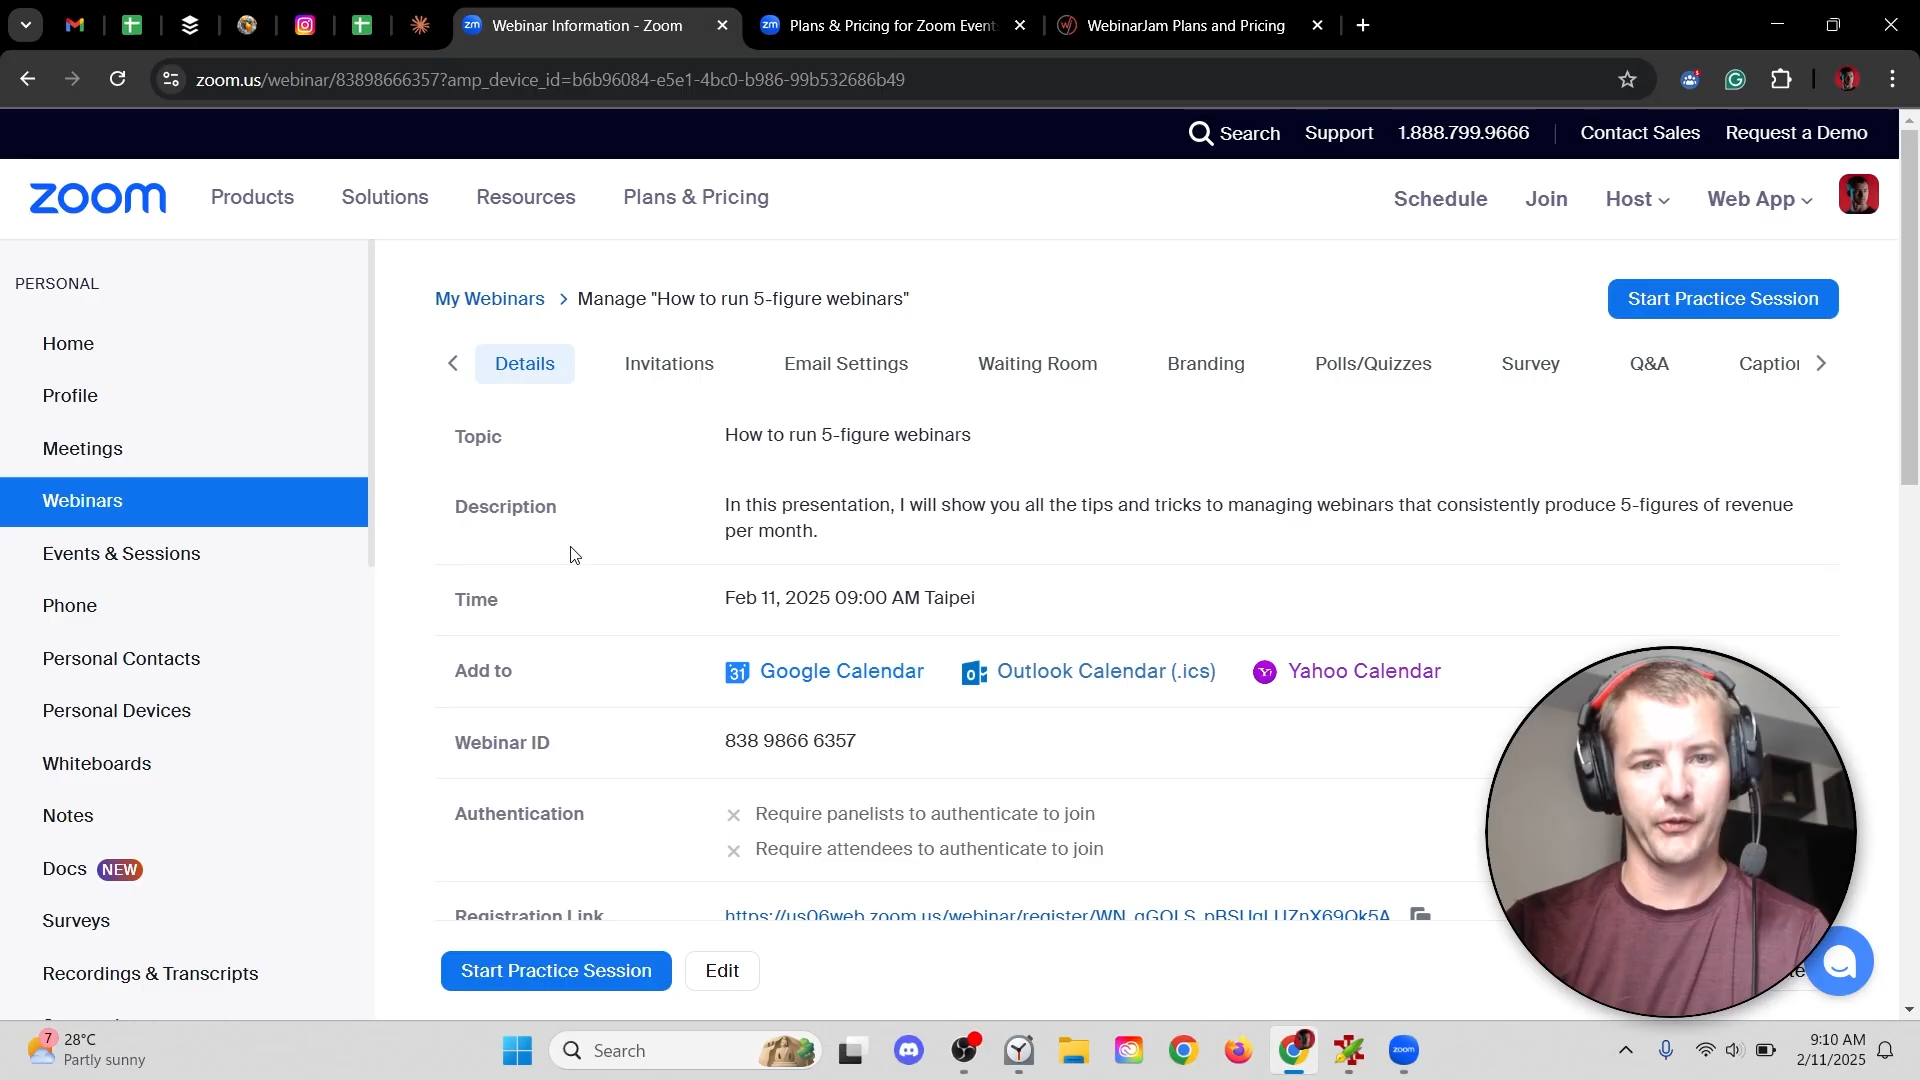 Webinar Information - Zoom
Plans & Pricing for Zoom Event
WebinarJam Plans and Pricing
zoom.us/webinar/83898666357?amp_device_id=b6b96084-e5e1-4bc0-b986-99b532686b49
Search Support 1.888.799.9666 Contact Sales Request a Demo
zoom Products Solutions Resources Plans & Pricing Schedule Join Host Web App
PERSONAL
Home
Profile
Meetings
Webinars
Events & Sessions
Phone
Personal Contacts
Personal Devices
Whiteboards
Notes
Docs NEW
Surveys
Recordings & Transcripts
My Webinars > Manage "How to run 5-figure webinars"
Start Practice Session
Details Invitations Email Settings Waiting Room Branding Polls/Quizzes Survey Q&A Caption
Topic How to run 5-figure webinars
Description In this presentation, I will show you all the tips and tricks to managing webinars that consistently produce 5-figures of revenue
per month.
Time Feb 11, 2025 09:00 AM Taipei
Add to 31 Google Calendar Outlook Calendar (.ics) Yahoo Calendar
Webinar ID 838 9866 6357
Authentication × Require panelists to authenticate to join
× Require attendees to authenticate to join
Registration Link
Start Practice Session Edit
7 28°C
Partly sunny
Search
zoom
9:10 AM
2/11/2025